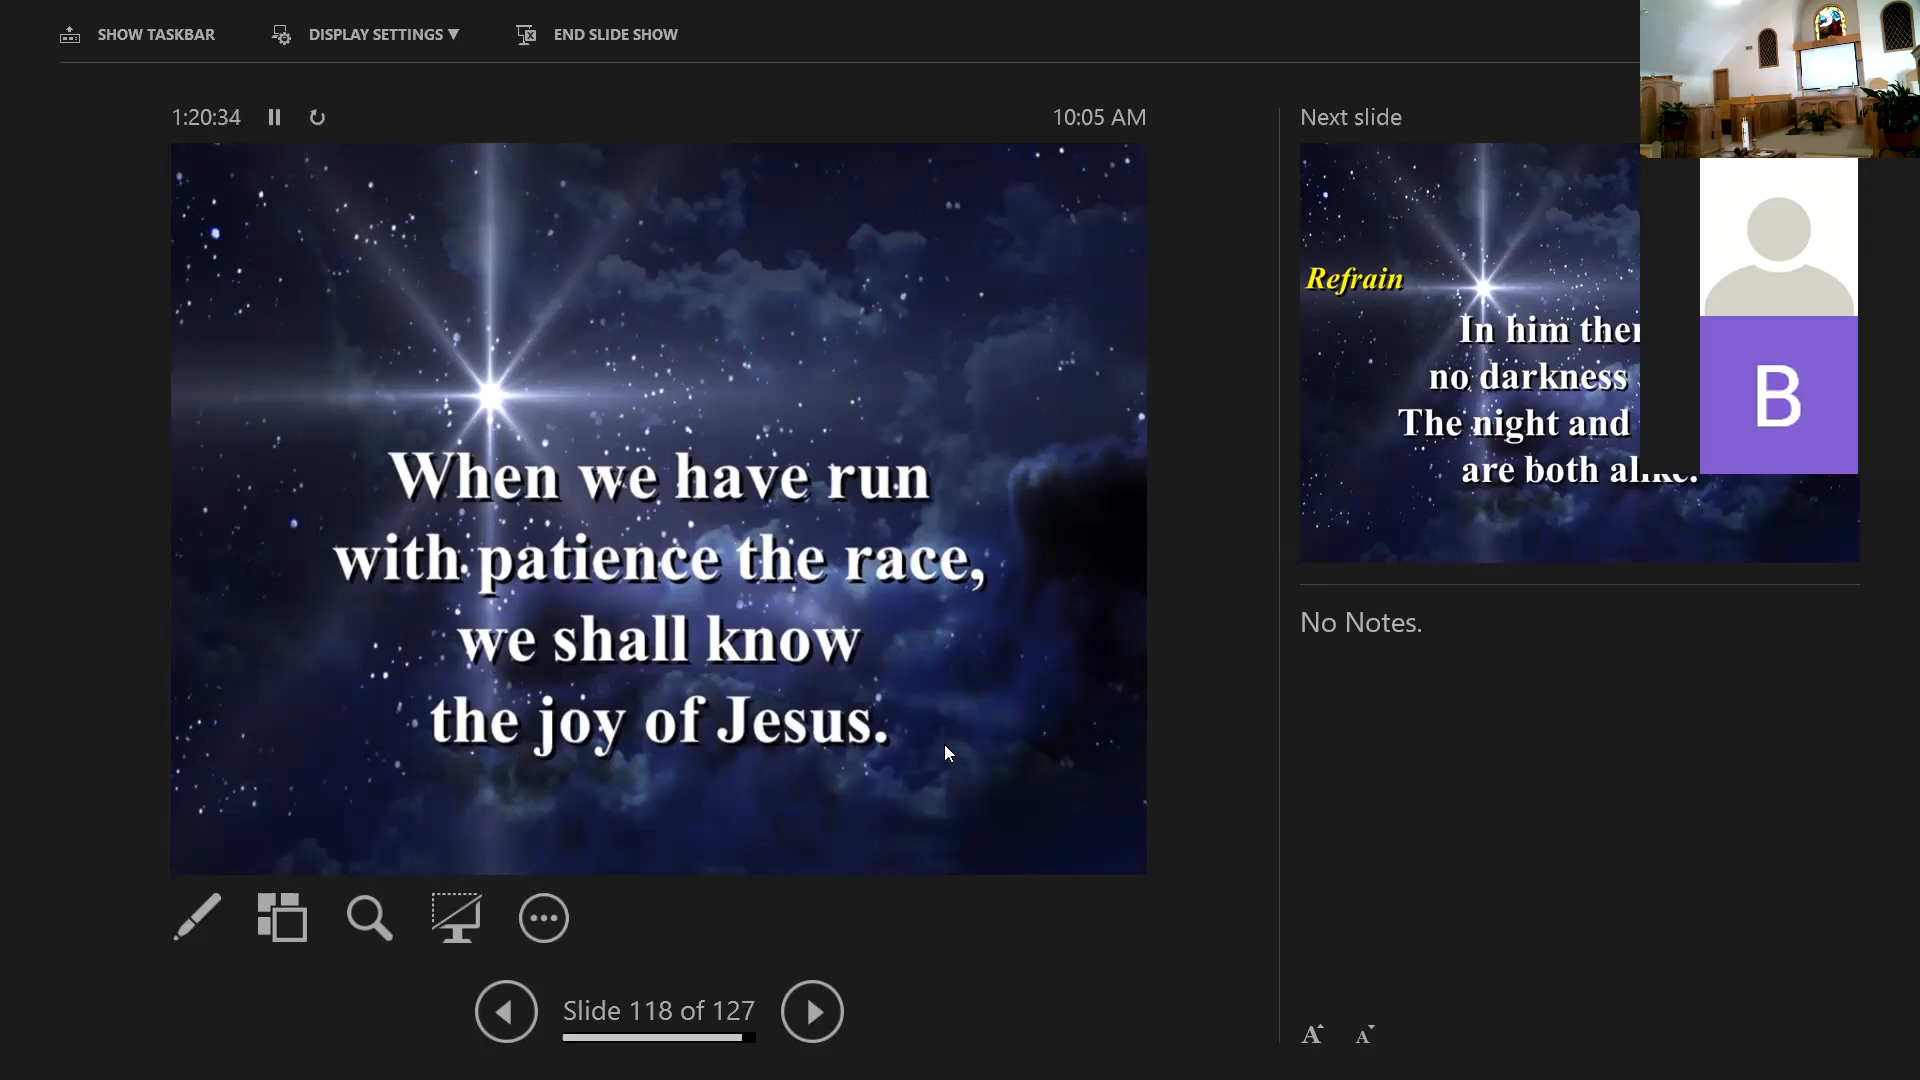 SHOW TASKBAR
DISPLAY SETTINGS ▼
END SLIDE SHOW
1:20:34
10:05 AM
When we have run
with patience the race,
we shall know
the joy of Jesus.
Slide 118 of 127
Next slide
Refrain
In him
no darkness
The night and
are both alike.
No Notes.
A
A
B